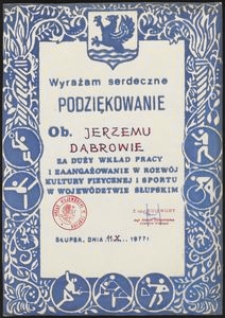 Wyrażam serdeczne
PODZIĘKOWANIE
Ob. JERZEMU
DĄBROWIE
ZA DUŻY WKŁAD PRACY
I ZAANGAŻOWANIE W ROZWÓJ
KULTURY FIZYCZNEJ I SPORTU
W WOJEWÓDZTWIE SŁUPSKIM
SŁUPSK, DNIA 11.X. 1977 r.